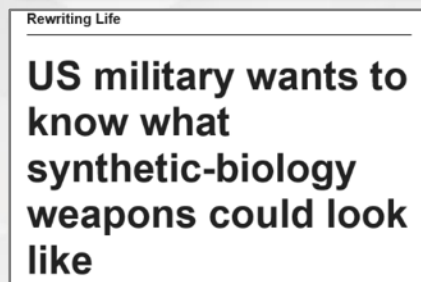 Rewriting Life
US military wants to
know what
synthetic-biology
weapons could look
like